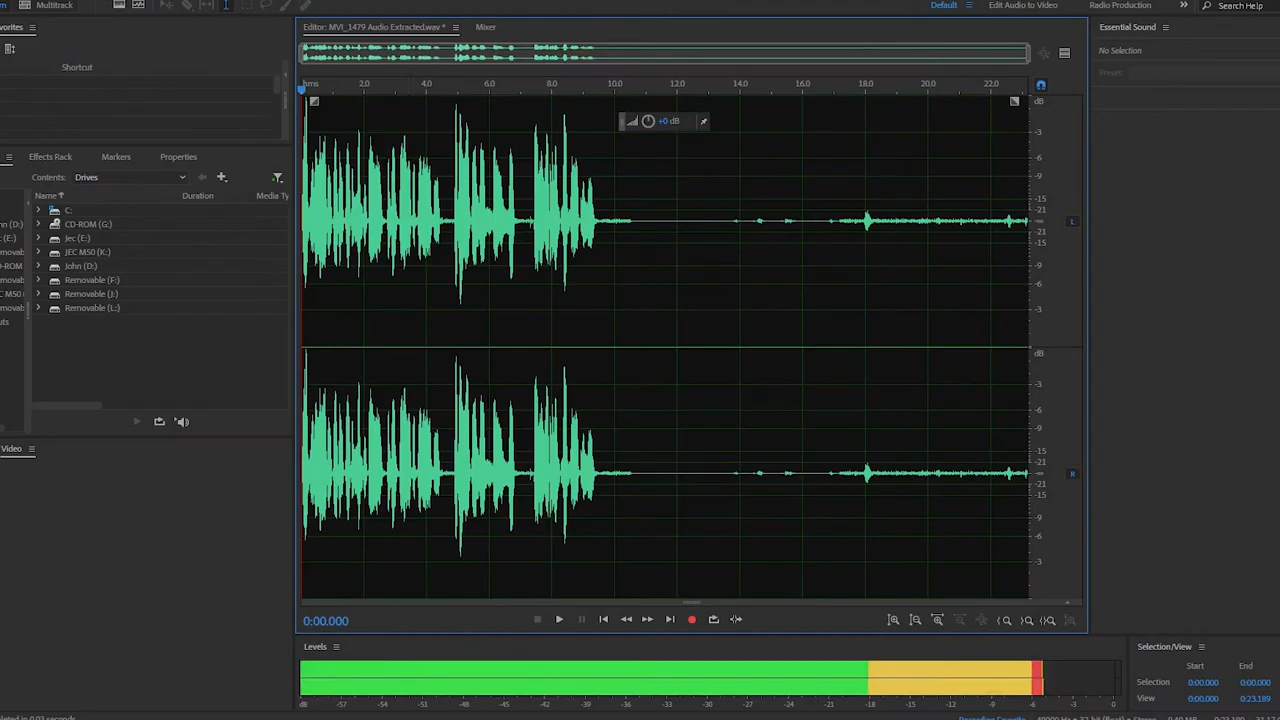 Multitrack
Default
Edit Audio to Video
Radio Production
Search Help
Editor: MVI_1479 Audio Extracted.wav *
Mixer
Essential Sound
vorites
No Selection
Shortcut
Preset:
hms
2.0
4.0
6.0
8.0
10.0
12.0
14.0
16.0
18.0
20.0
22.0
dB
+0 dB
-3
-6
-9
-15
-21
-∞
-21
-15
-9
-6
-3
L
Effects Rack
Markers
Properties
Contents:
Drives
Name
Duration
Media Ty
C:
CD-ROM (G:)
Jec (E:)
JEC M50 (K:)
John (D:)
Removable (F:)
Removable (J:)
Removable (L:)
hn (D:)
(E:)
movabl
D-ROM
C M50 (
uts
dB
-3
-6
-9
-15
-21
-∞
-21
-15
-9
-6
-3
R
Video
0:00.000
Levels
Selection/View
Start
End
Selection
0:00.000
0:00.000
View
0:00.000
0:23.189
dB
-57
-54
-51
-48
-45
-42
-39
-36
-33
-30
-27
-24
-21
-18
-15
-12
-9
-6
-3
0